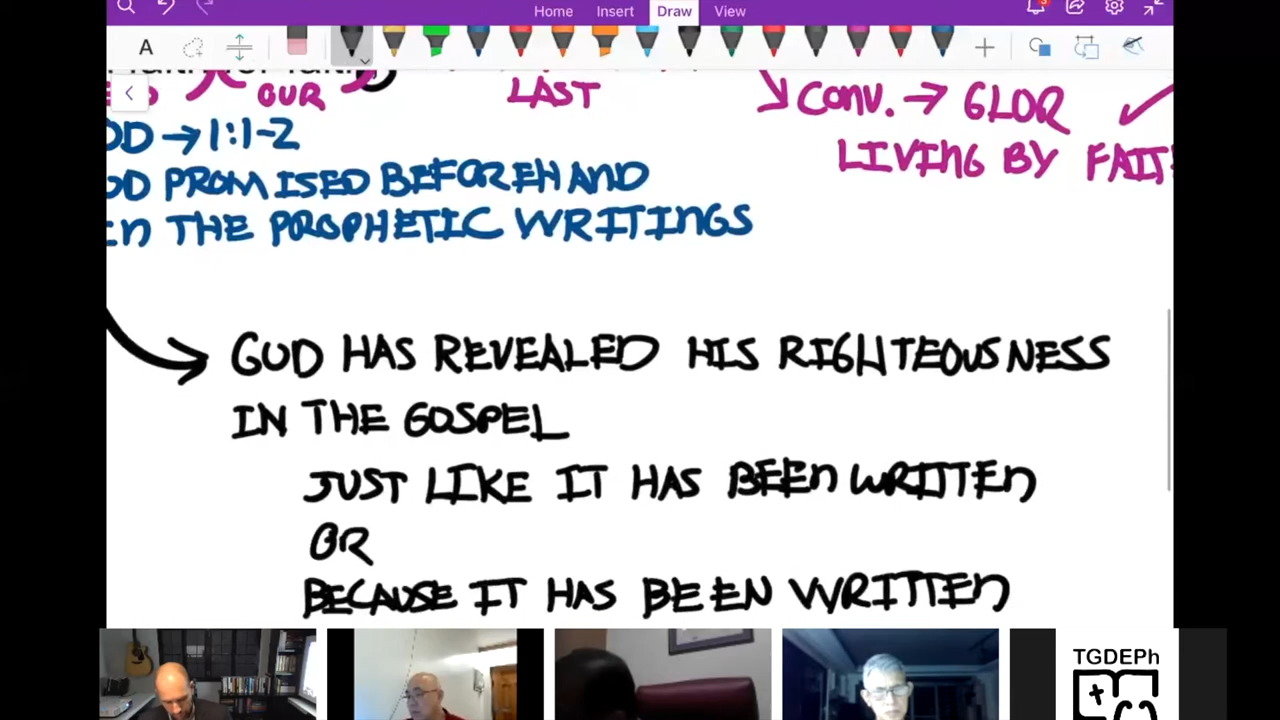 Home Insert Draw View
A
OUR
LAST
CONV. → GLOR
LIVING BY FAIT
OD → 1:1-2
OD PROMISED BEFOREHAND
IN THE PROPHETIC WRITINGS
GOD HAS REVEALED HIS RIGHTEOUSNESS
IN THE GOSPEL
JUST LIKE IT HAS BEEN WRITTEN
OR
BECAUSE IT HAS BEEN WRITTEN
TGDEPh